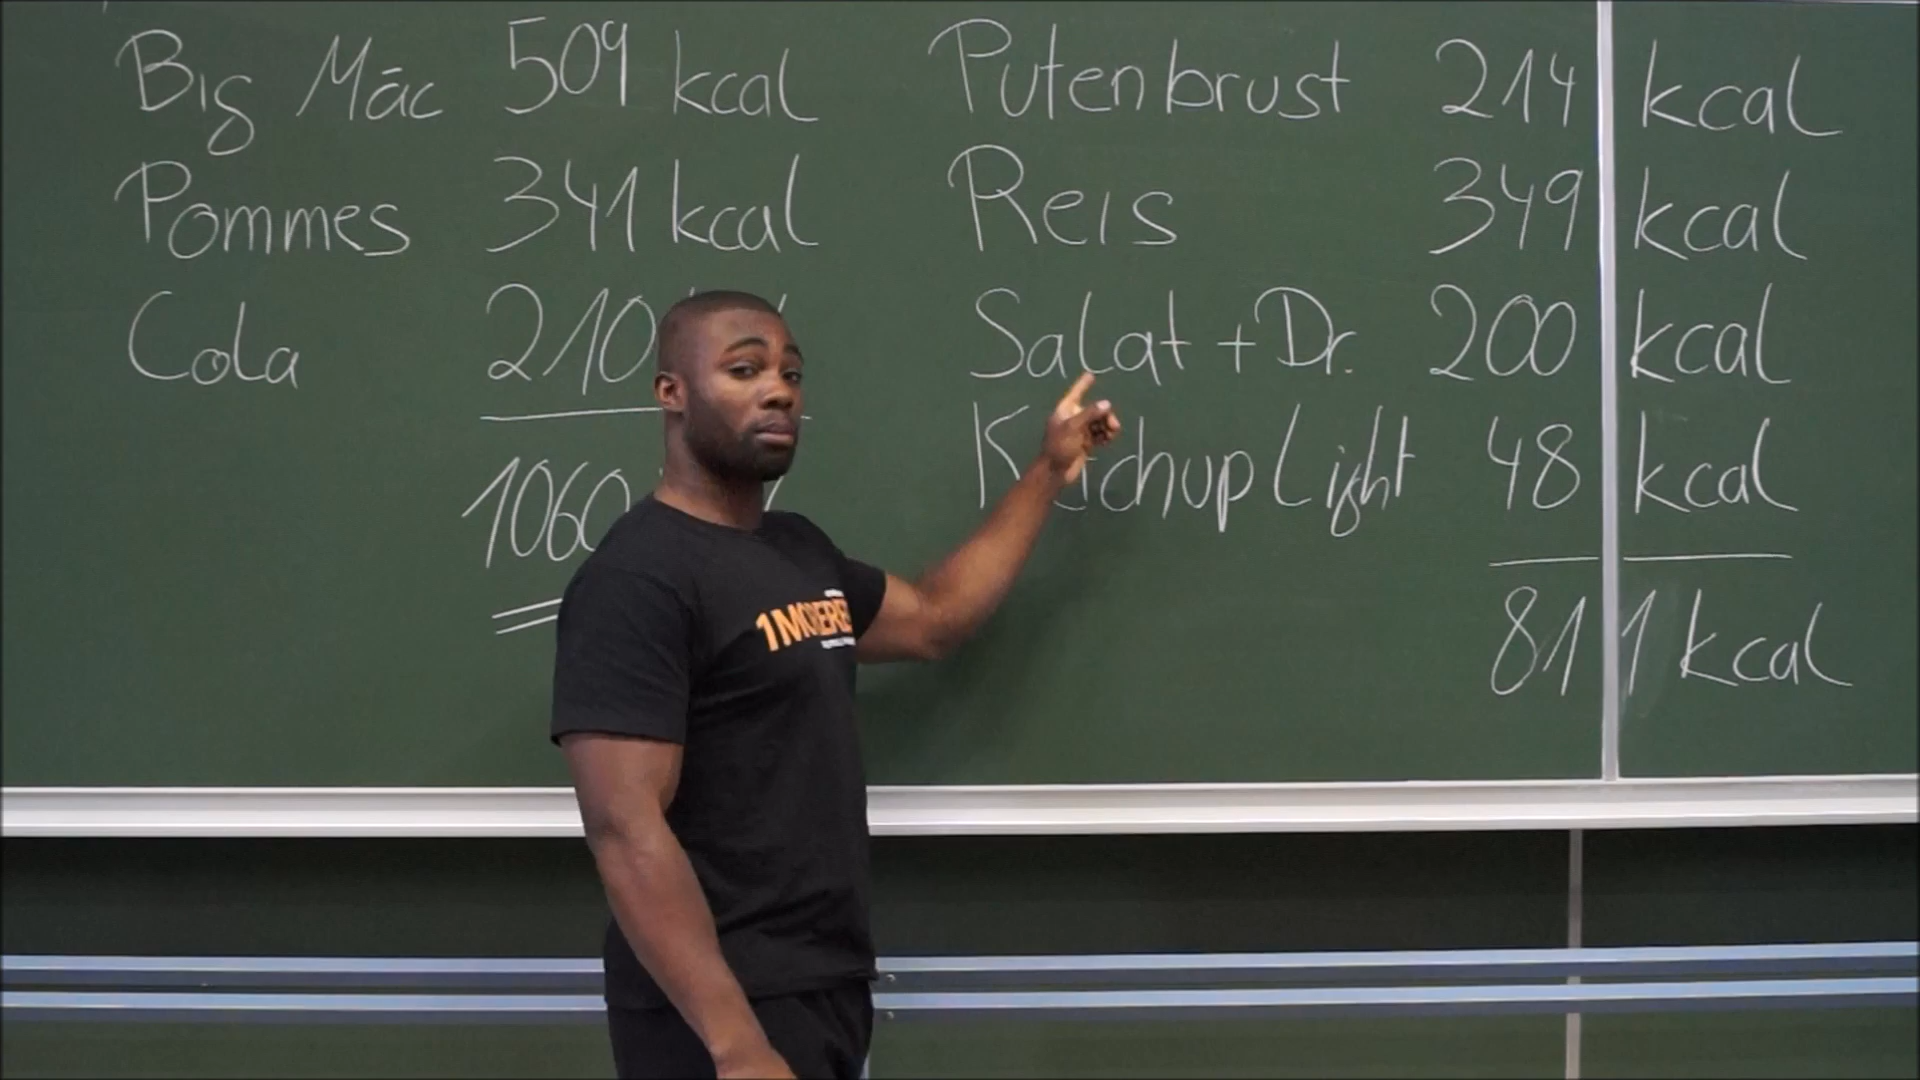 Big Mäc 509 kcal
Pommes 341 kcal
Cola 210
1060
Putenbrust 214 kcal
Reis 349 kcal
Salat + Dr. 200 kcal
Light 48 kcal
811 kcal